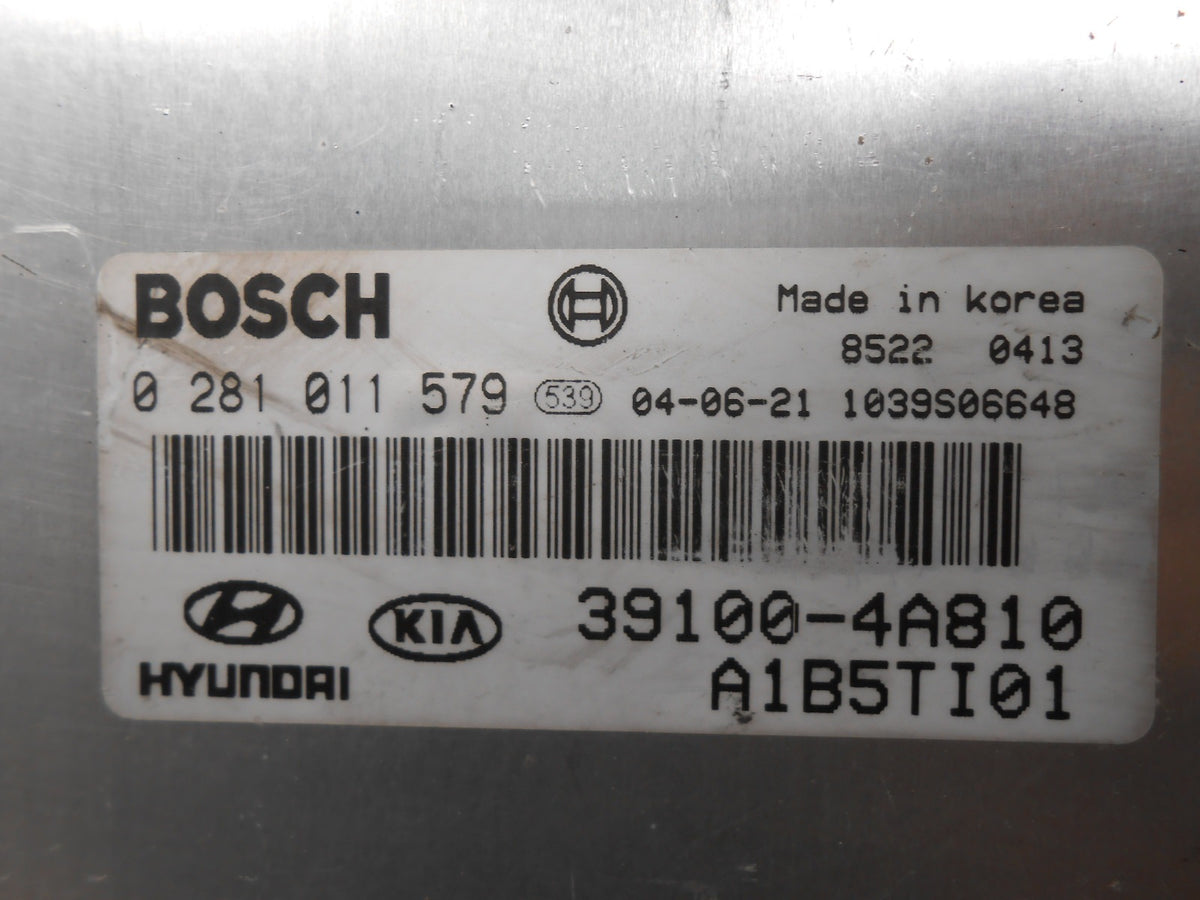 BOSCH
Made in korea
8522 0413
0 281 011 579 539 04-06-21 1039S06648
39100-4A810
KIA
HYUNDAI
A1B5TI01